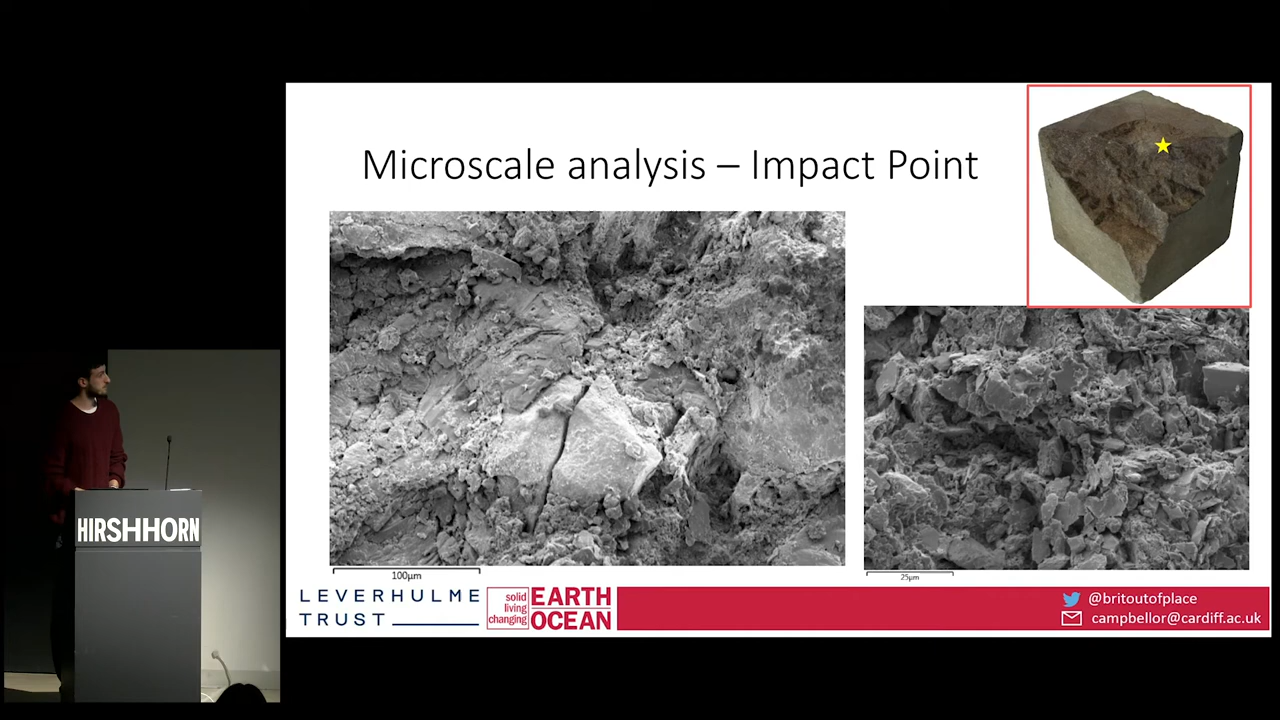 Microscale analysis – Impact Point
HIRSHHORN
100µm
25µm
LEVERHULME
TRUST
solid
living
changing
EARTH
OCEAN
@britoutofplace
campbellor@cardiff.ac.uk